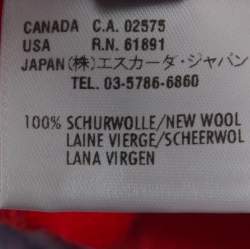 CANADA C.A. 02575
USA R.N. 61891
JAPAN (株)エスカーダ・ジャパン
TEL. 03-5786-6860
100% SCHURWOLLE/NEW WOOL
LAINE VIERGE/SCHEERWOL
LANA VIRGEN